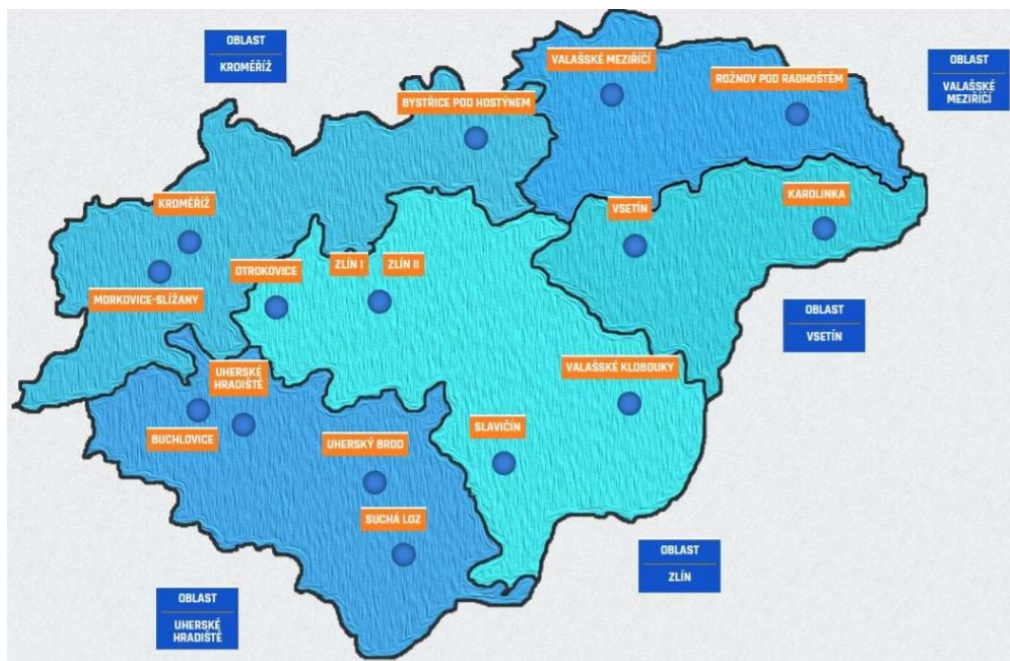 OBLAST
KROMĚŘÍŽ
VALAŠSKÉ MEZIŘÍČÍ
ROŽNOV POD RADHOŠTĚM
OBLAST
VALAŠSKÉ
MEZIŘÍČÍ
BYSTŘICE POD HOSTÝNEM
KROMĚŘÍŽ
VSETÍN
KAROLINKA
OTROKOVICE
ZLÍN I
ZLÍN II
MORKOVICE-SLÍŽANY
OBLAST
VSETÍN
UHERSKÉ
HRADIŠTĚ
VALAŠSKÉ KLOBOUKY
BUCHLOVICE
UHERSKÝ BROD
SLAVIČÍN
SUCHÁ LOZ
OBLAST
ZLÍN
OBLAST
UHERSKÉ
HRADIŠTĚ